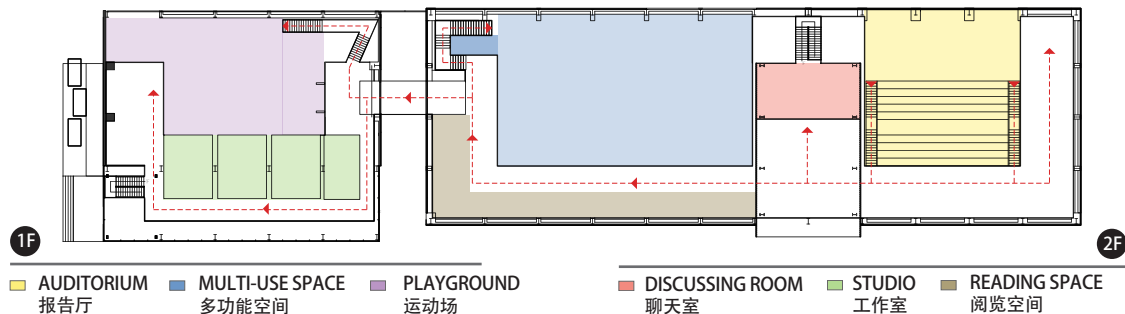 1F
2F
AUDITORIUM
报告厅
MULTI-USE SPACE
多功能空间
PLAYGROUND
运动场
DISCUSSING ROOM
聊天室
STUDIO
工作室
READING SPACE
阅览空间